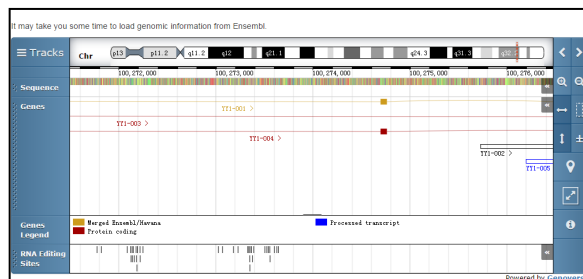 It may take you some time to load genomic information from Ensembl.
Tracks
Chr p13 p11.2 q11.2 q12 q21.1 q24.3 q31.3 q32.
100,272,000 100,273,000 100,274,000 100,275,000 100,276,000
Sequence
Genes
YY1-001 >
YY1-003 >
YY1-004 >
YY1-002 >
YY1-005
Genes Legend
Merged Ensembl/Havana
Processed transcript
Protein coding
RNA Editing Sites
Powered by Genovers